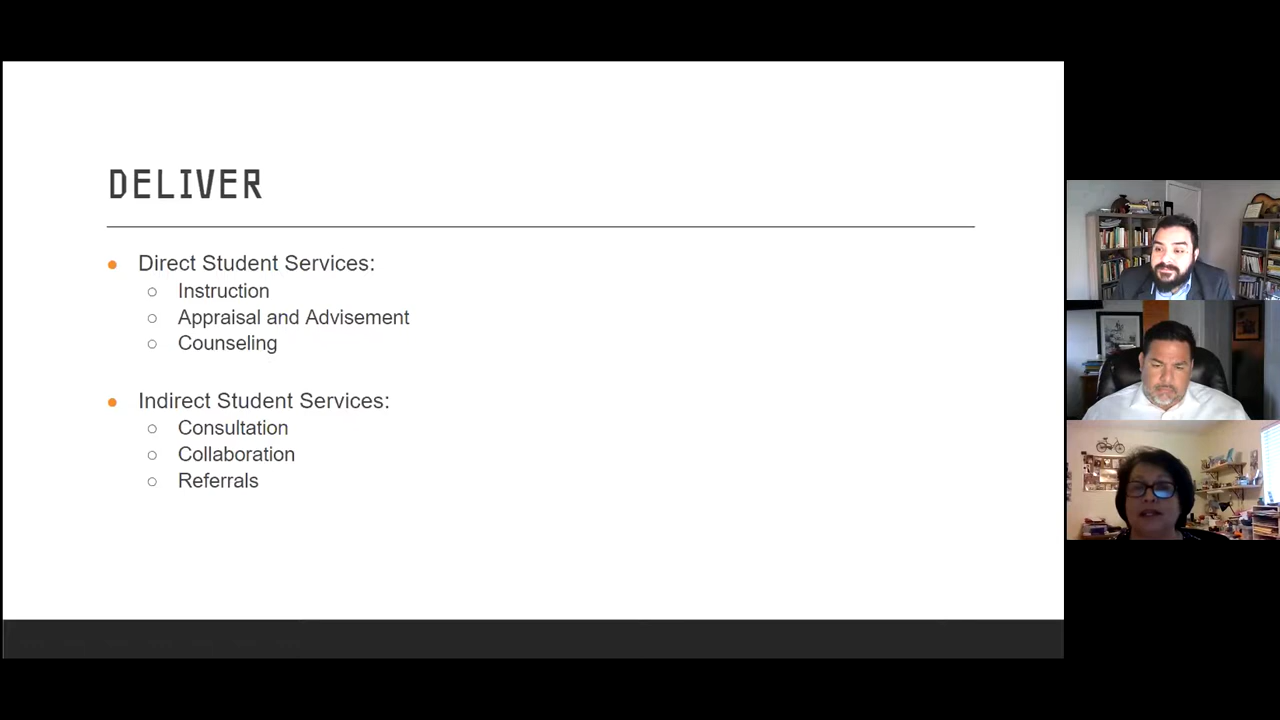 DELIVER
Direct Student Services:
Instruction
Appraisal and Advisement
Counseling
Indirect Student Services:
Consultation
Collaboration
Referrals